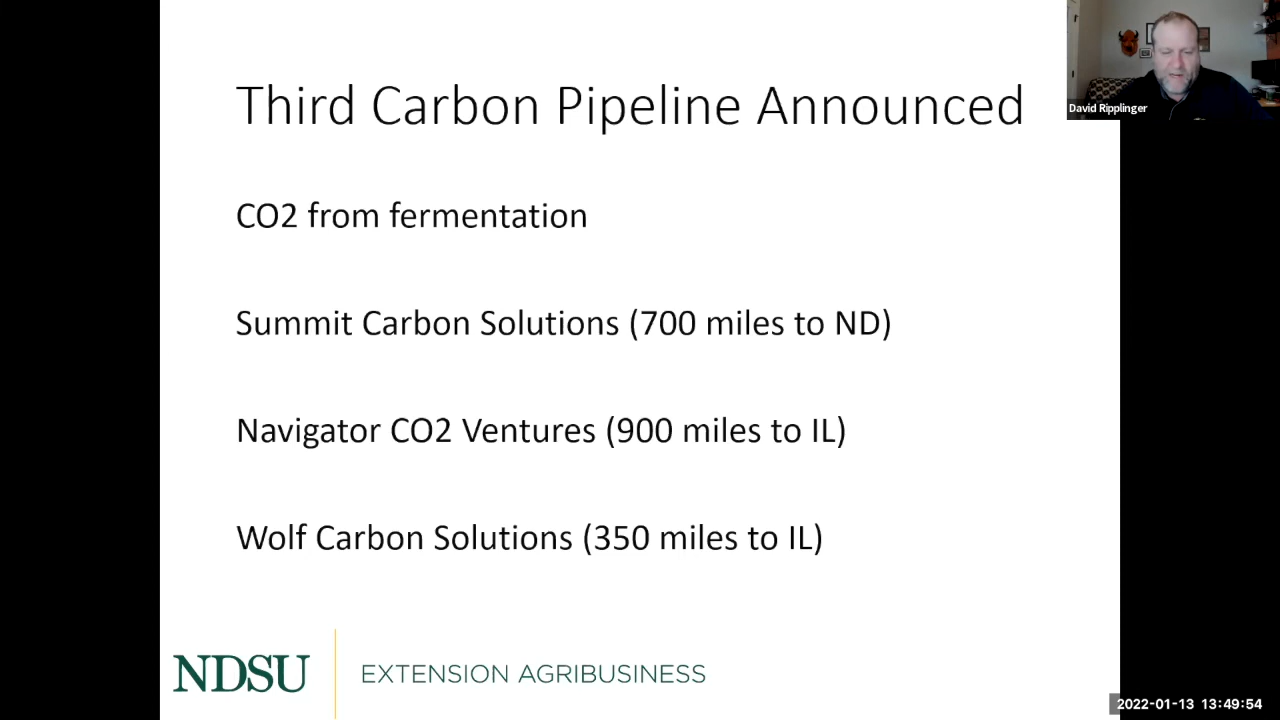 Third Carbon Pipeline Announced
David Ripplinger
CO2 from fermentation
Summit Carbon Solutions (700 miles to ND)
Navigator CO2 Ventures (900 miles to IL)
Wolf Carbon Solutions (350 miles to IL)
NDSU
EXTENSION AGRIBUSINESS
2022-01-13 13:49:54